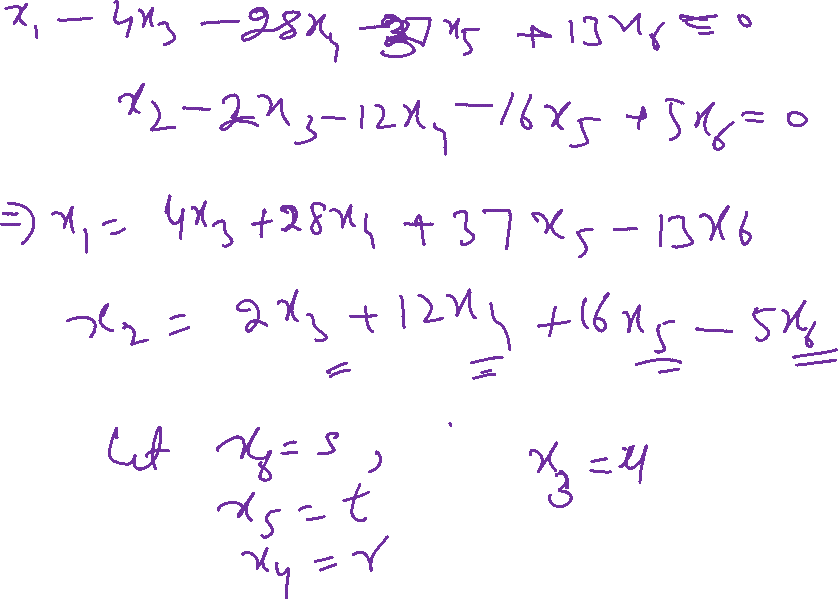 x₁ - 4x₃ - 28x₄ - 37x₅ + 13x₆ = 0
x₂ - 2x₃ - 12x₄ - 16x₅ + 5x₆ = 0
⇒ x₁ = 4x₃ + 28x₄ + 37x₅ - 13x₆
x₂ = 2x₃ + 12x₄ + 16x₅ - 5x₆
Let x₆ = s, x₃ = u
x₅ = t
x₄ = r